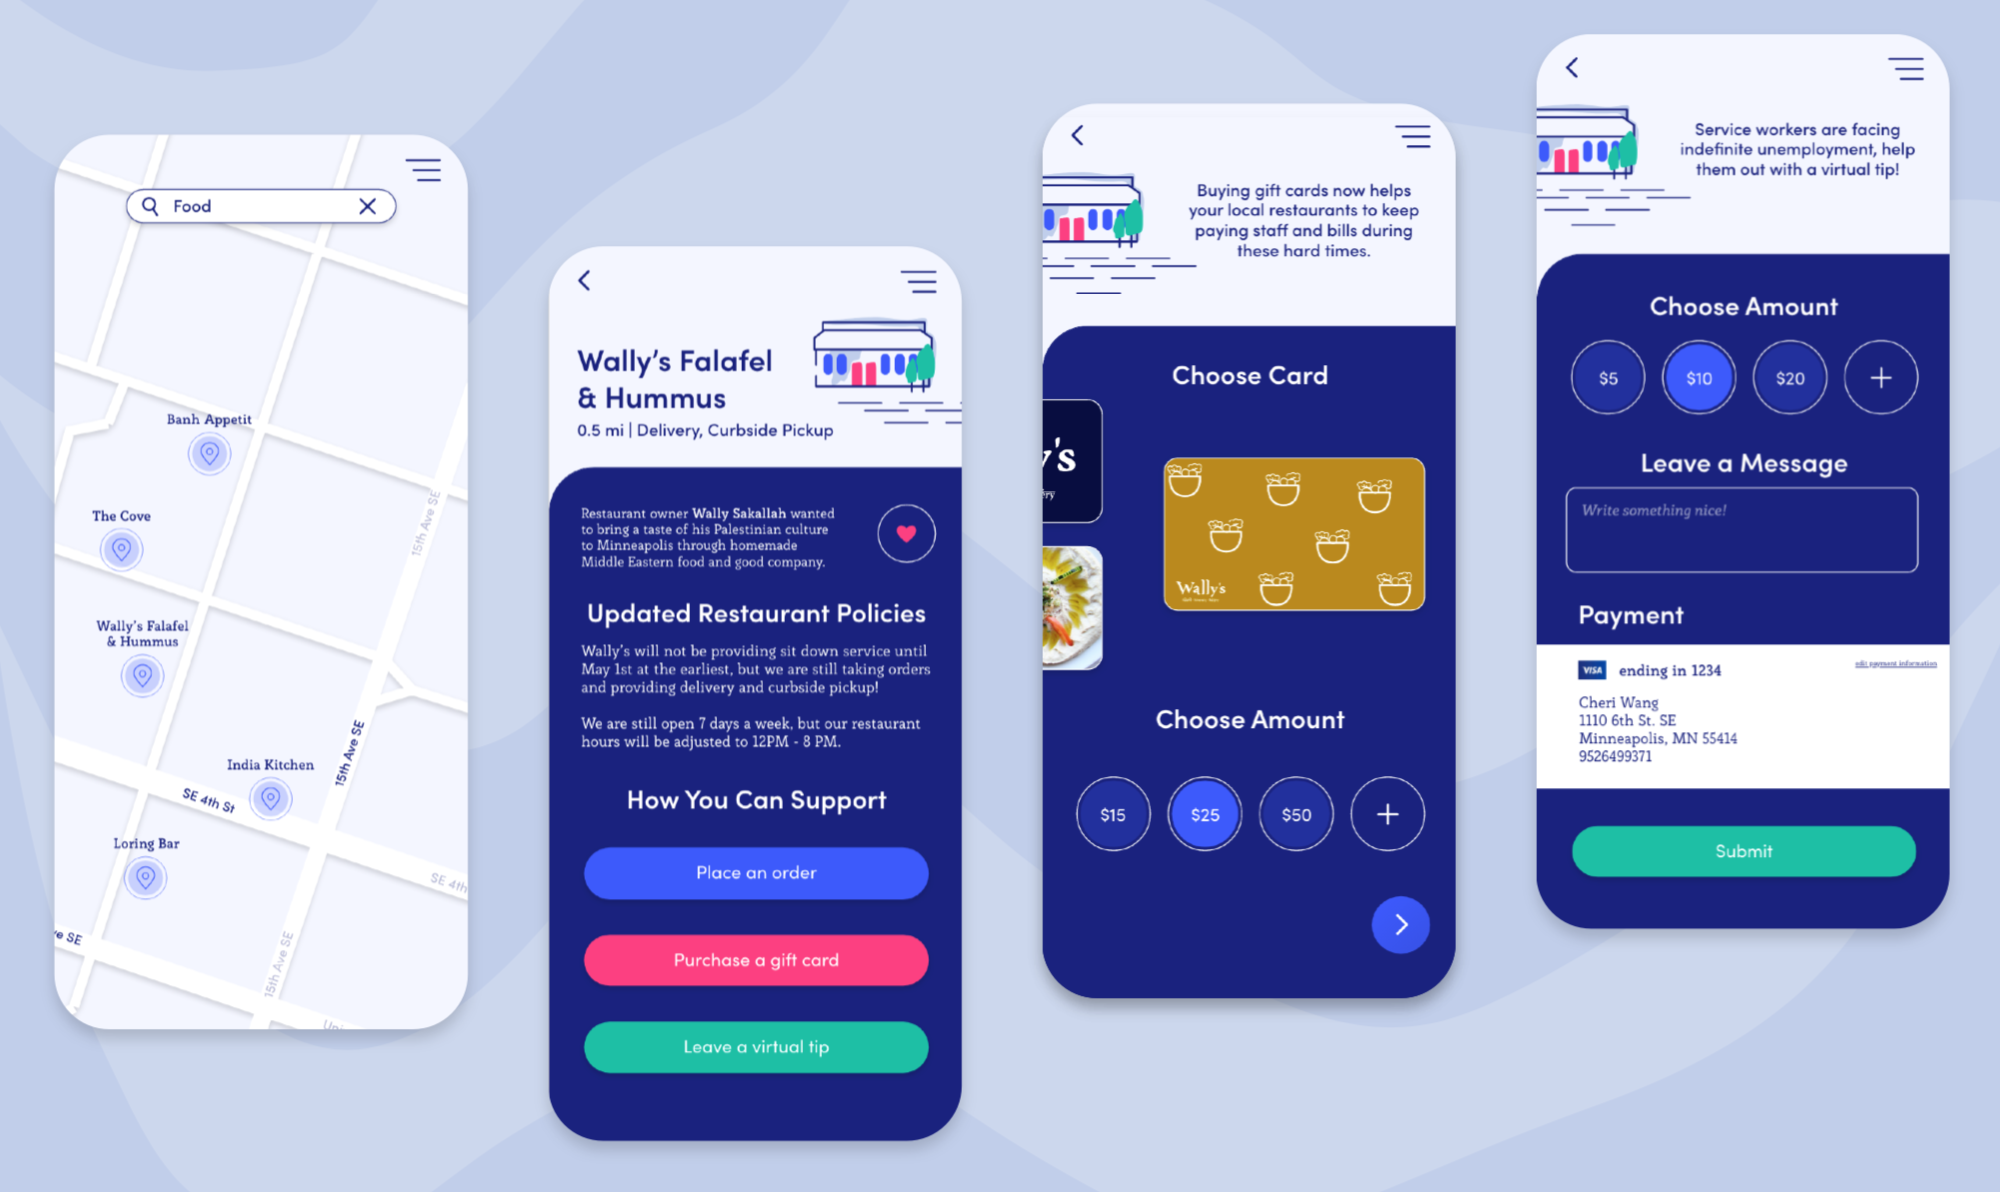 Food
Banh Appetit
The Cove
15th Ave SE
Wally's Falafel
& Hummus
15th Ave SE
India Kitchen
SE 4th St
Loring Bar
SE 4th
ve SE
15th Ave SE
Uni
Wally's Falafel
& Hummus
0.5 mi | Delivery, Curbside Pickup
Restaurant owner Wally Sakallah wanted
to bring a taste of his Palestinian culture
to Minneapolis through homemade
Middle Eastern food and good company.
Updated Restaurant Policies
Wally's will not be providing sit down service until
May 1st at the earliest, but we are still taking orders
and providing delivery and curbside pickup!
We are still open 7 days a week, but our restaurant
hours will be adjusted to 12PM - 8 PM.
How You Can Support
Place an order
Purchase a gift card
Leave a virtual tip
Buying gift cards now helps
your local restaurants to keep
paying staff and bills during
these hard times.
Choose Card
y's
Wally's
Choose Amount
$15
$25
$50
Service workers are facing
indefinite unemployment, help
them out with a virtual tip!
Choose Amount
$5
$10
$20
Leave a Message
Write something nice!
Payment
VISA ending in 1234
edit payment information
Cheri Wang
1110 6th St. SE
Minneapolis, MN 55414
9526499371
Submit